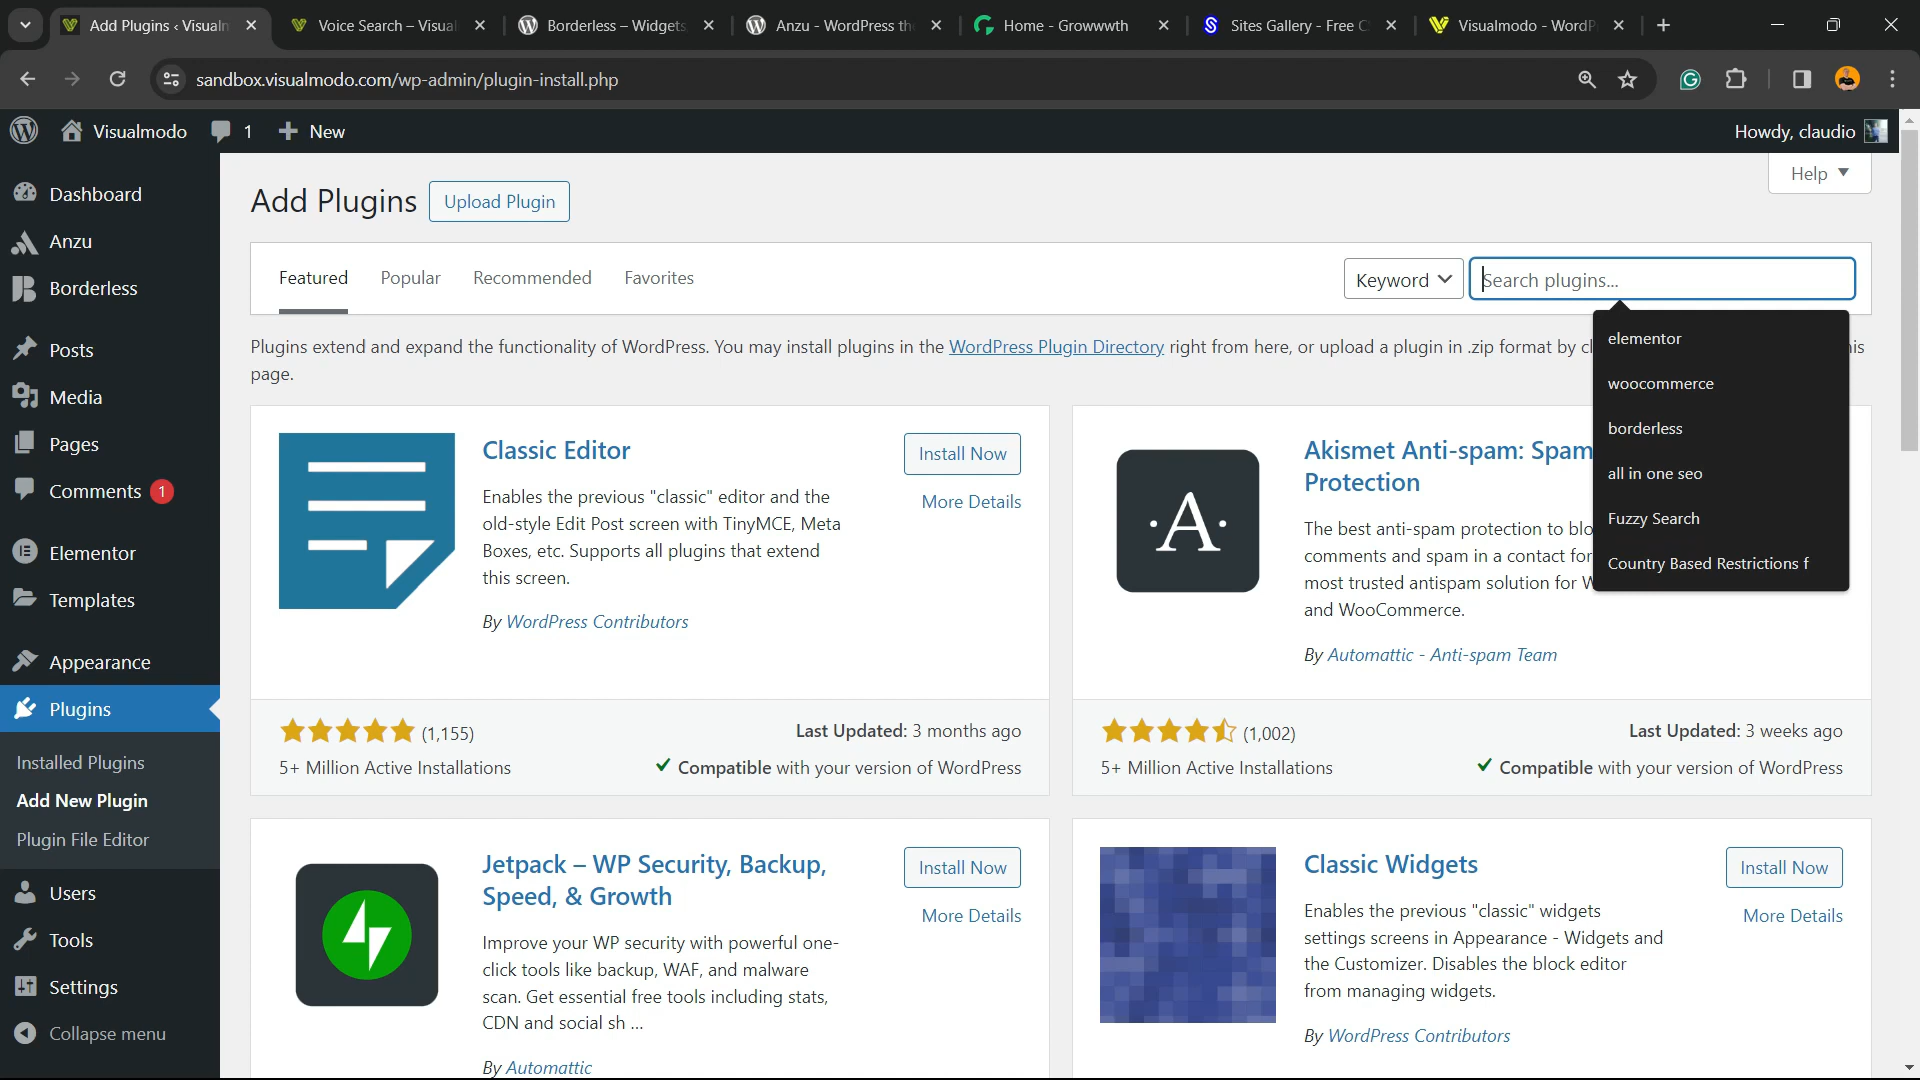 Add Plugins ‹ Visualm
Voice Search – Visual
Borderless – Widgets,
Anzu - WordPress th
Home - Growwwth
Sites Gallery - Free C
Visualmodo - WordP
sandbox.visualmodo.com/wp-admin/plugin-install.php
Visualmodo
1
New
Howdy, claudio
Dashboard
Anzu
Borderless
Posts
Media
Pages
Comments 1
Elementor
Templates
Appearance
Plugins
Installed Plugins
Add New Plugin
Plugin File Editor
Users
Tools
Settings
Collapse menu
Help
Add Plugins
Upload Plugin
Featured
Popular
Recommended
Favorites
Keyword
Search plugins...
elementor
woocommerce
borderless
all in one seo
Fuzzy Search
Country Based Restrictions f
Plugins extend and expand the functionality of WordPress. You may install plugins in the WordPress Plugin Directory right from here, or upload a plugin in .zip format by cl
is
page.
Classic Editor
Install Now
More Details
Enables the previous "classic" editor and the
old-style Edit Post screen with TinyMCE, Meta
Boxes, etc. Supports all plugins that extend
this screen.
By WordPress Contributors
(1,155)
Last Updated: 3 months ago
5+ Million Active Installations
Compatible with your version of WordPress
·A·
Akismet Anti-spam: Spam
Protection
The best anti-spam protection to blo
comments and spam in a contact for
most trusted antispam solution for W
and WooCommerce.
By Automattic - Anti-spam Team
(1,002)
Last Updated: 3 weeks ago
5+ Million Active Installations
Compatible with your version of WordPress
Jetpack – WP Security, Backup,
Speed, & Growth
Install Now
More Details
Improve your WP security with powerful one-
click tools like backup, WAF, and malware
scan. Get essential free tools including stats,
CDN and social sh ...
By Automattic
Classic Widgets
Install Now
More Details
Enables the previous "classic" widgets
settings screens in Appearance - Widgets and
the Customizer. Disables the block editor
from managing widgets.
By WordPress Contributors